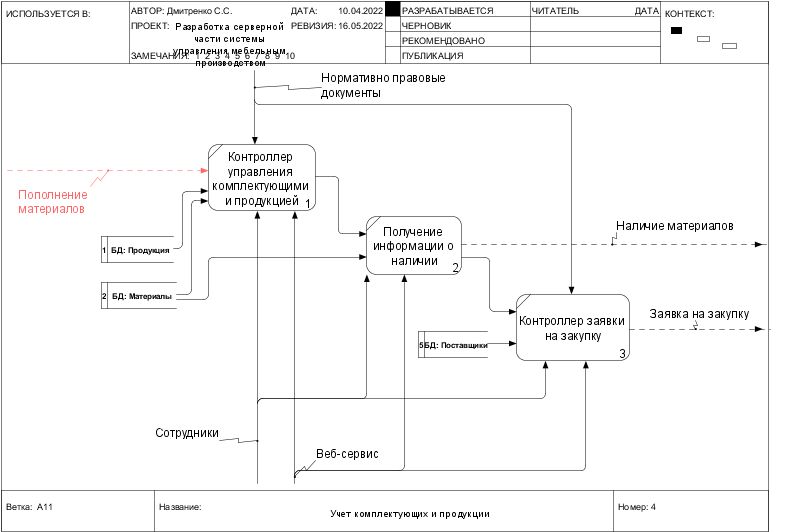 ИСПОЛЬЗУЕТСЯ В:
АВТОР: Дмитренко С.С.
ДАТА: 10.04.2022
РАЗРАБАТЫВАЕТСЯ
ЧИТАТЕЛЬ
ДАТА
КОНТЕКСТ:
ПРОЕКТ: Разработка серверной
части системы
управления мебельным
производством
РЕВИЗИЯ: 16.05.2022
ЧЕРНОВИК
РЕКОМЕНДОВАНО
ЗАМЕЧАНИЯ: 1 2 3 4 5 6 7 8 9 10
ПУБЛИКАЦИЯ
Нормативно правовые
документы
Контроллер
управления
комплектующими
и продукцией
1
Пополнение
материалов
1 БД: Продукция
2 БД: Материалы
Получение
информации о
наличии
2
Наличие материалов
Заявка на закупку
Контроллер заявки
на закупку
3
5 БД: Поставщики
Сотрудники
Веб-сервис
Ветка: A11
Название:
Учет комплектующих и продукции
Номер: 4